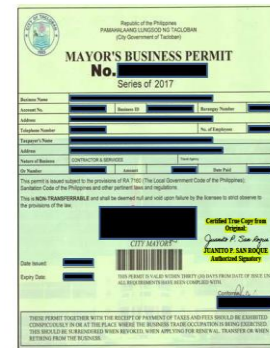 Republic of the Philippines
PAMAHALAANG LUNGSOD NG TACLOBAN
(City Government of Tacloban)
MAYOR'S BUSINESS PERMIT
No.
Series of 2017
Business Name
Account No. Business ID Barangay Number
Address
Telephone Number No. of Employees
Taxpayer's Name
Address
Nature of Business CONTRACTOR & SERVICES
Or Number Amount Date Paid
This permit is issued subject to the provisions of RA 7160 (The Local Government Code of the Philippines),
Sanitation Code of the Philippines and other pertinent laws and regulations.
This is NON-TRANSFERRABLE and shall be deemed null and void upon failure by the licensee to strictly observe to
the provisions of the law.
Certified True Copy from
Original:
Juanito P. San Roque
JUANITO P. SAN ROQUE
Authorized Signatory
CITY MAYOR
Date Issued:
Expiry Date:
THIS PERMIT IS VALID WITHIN THIRTY (30) DAYS FROM DATE OF ISSUE UN
ALL REQUIREMENTS HAVE BEEN COMPLIED WITH.
THESE PERMIT TOGETHER WITH THE RECEIPT OF PAYMENT OF TAXES AND FEES SHOULD BE EXHIBITED
CONSPICUOUSLY IN OR AT THE PLACE WHERE THE BUSINESS TRADE OCCUPATION IS BEING EXERCITED.
THIS SHOULD BE SURRENDERED WHEN REVOKED, WHEN APPLYING FOR RENEWAL, TRANSFER OR WHEN
RETIRING FROM THE BUSINESS.